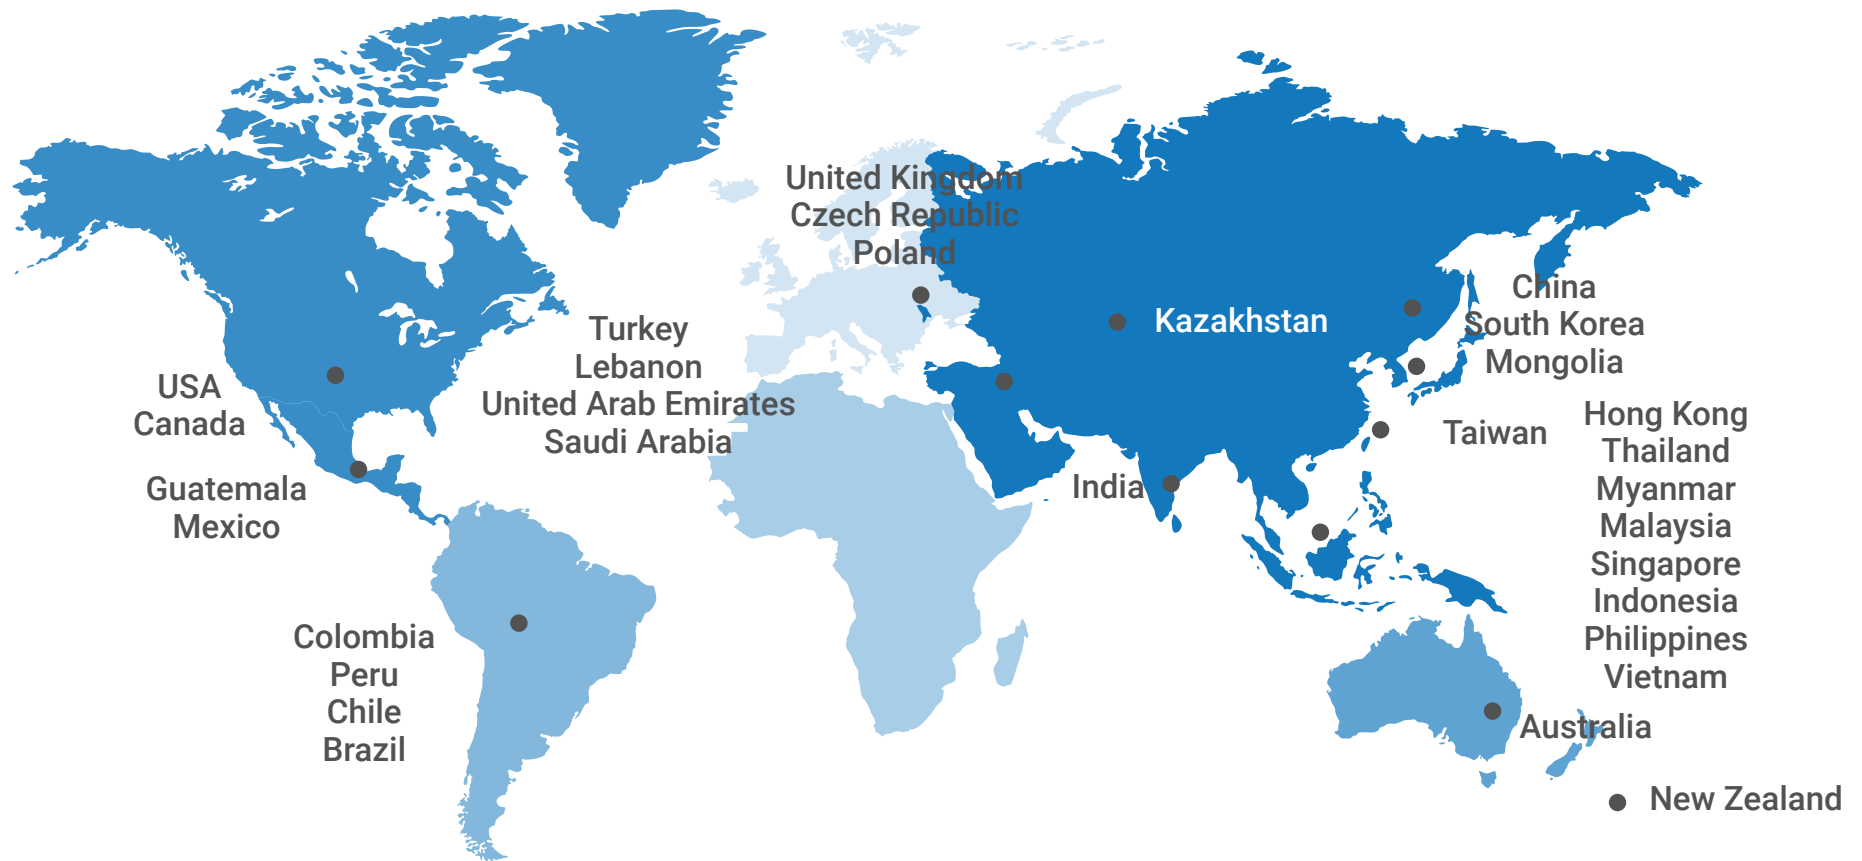 United Kingdom
Czech Republic
Poland
Kazakhstan
China
South Korea
Mongolia
Turkey
Lebanon
United Arab Emirates
Saudi Arabia
USA
Canada
Guatemala
Mexico
India
Taiwan
Hong Kong
Thailand
Myanmar
Malaysia
Singapore
Indonesia
Philippines
Vietnam
Colombia
Peru
Chile
Brazil
Australia
New Zealand